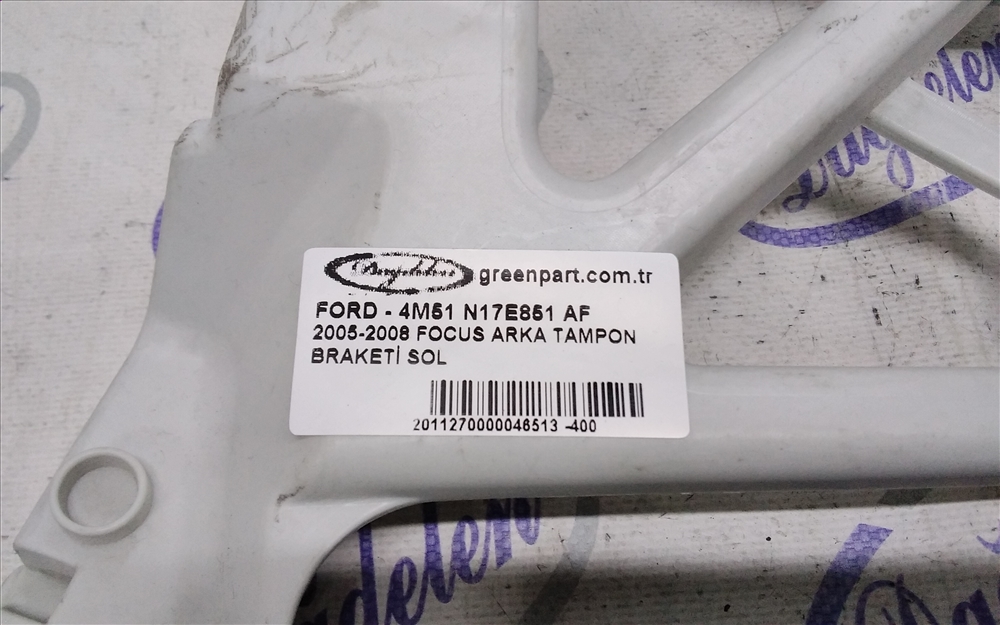 greenpart.com.tr
FORD - 4M51 N17E851 AF
2005-2008 FOCUS ARKA TAMPON
BRAKETİ SOL
2011270000046513 -400